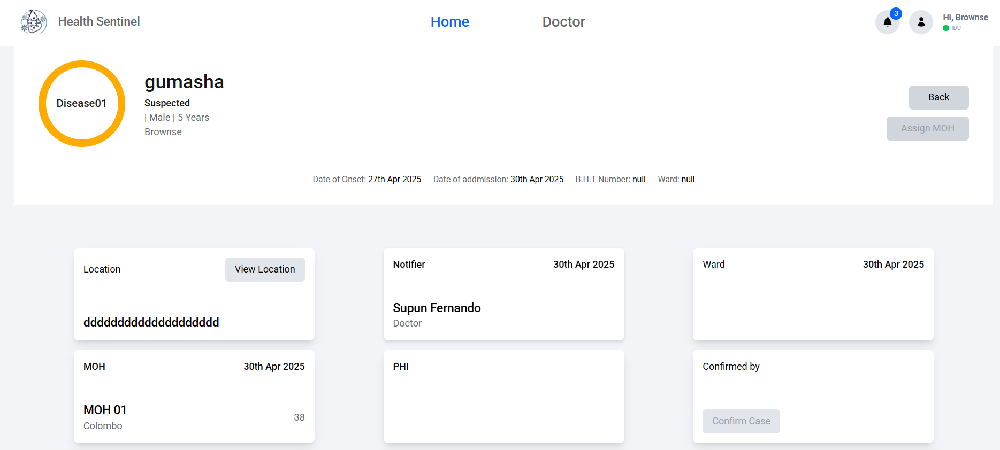 Health Sentinel
Home
Doctor
3
Hi, Brownse
IDU
Disease01
gumasha
Suspected
| Male | 5 Years
Brownse
Back
Assign MOH
Date of Onset: 27th Apr 2025 Date of addmission: 30th Apr 2025 B.H.T Number: null Ward: null
Location
View Location
dddddddddddddddddddd
Notifier
30th Apr 2025
Supun Fernando
Doctor
Ward
30th Apr 2025
MOH
30th Apr 2025
MOH 01
Colombo
38
PHI
Confirmed by
Confirm Case